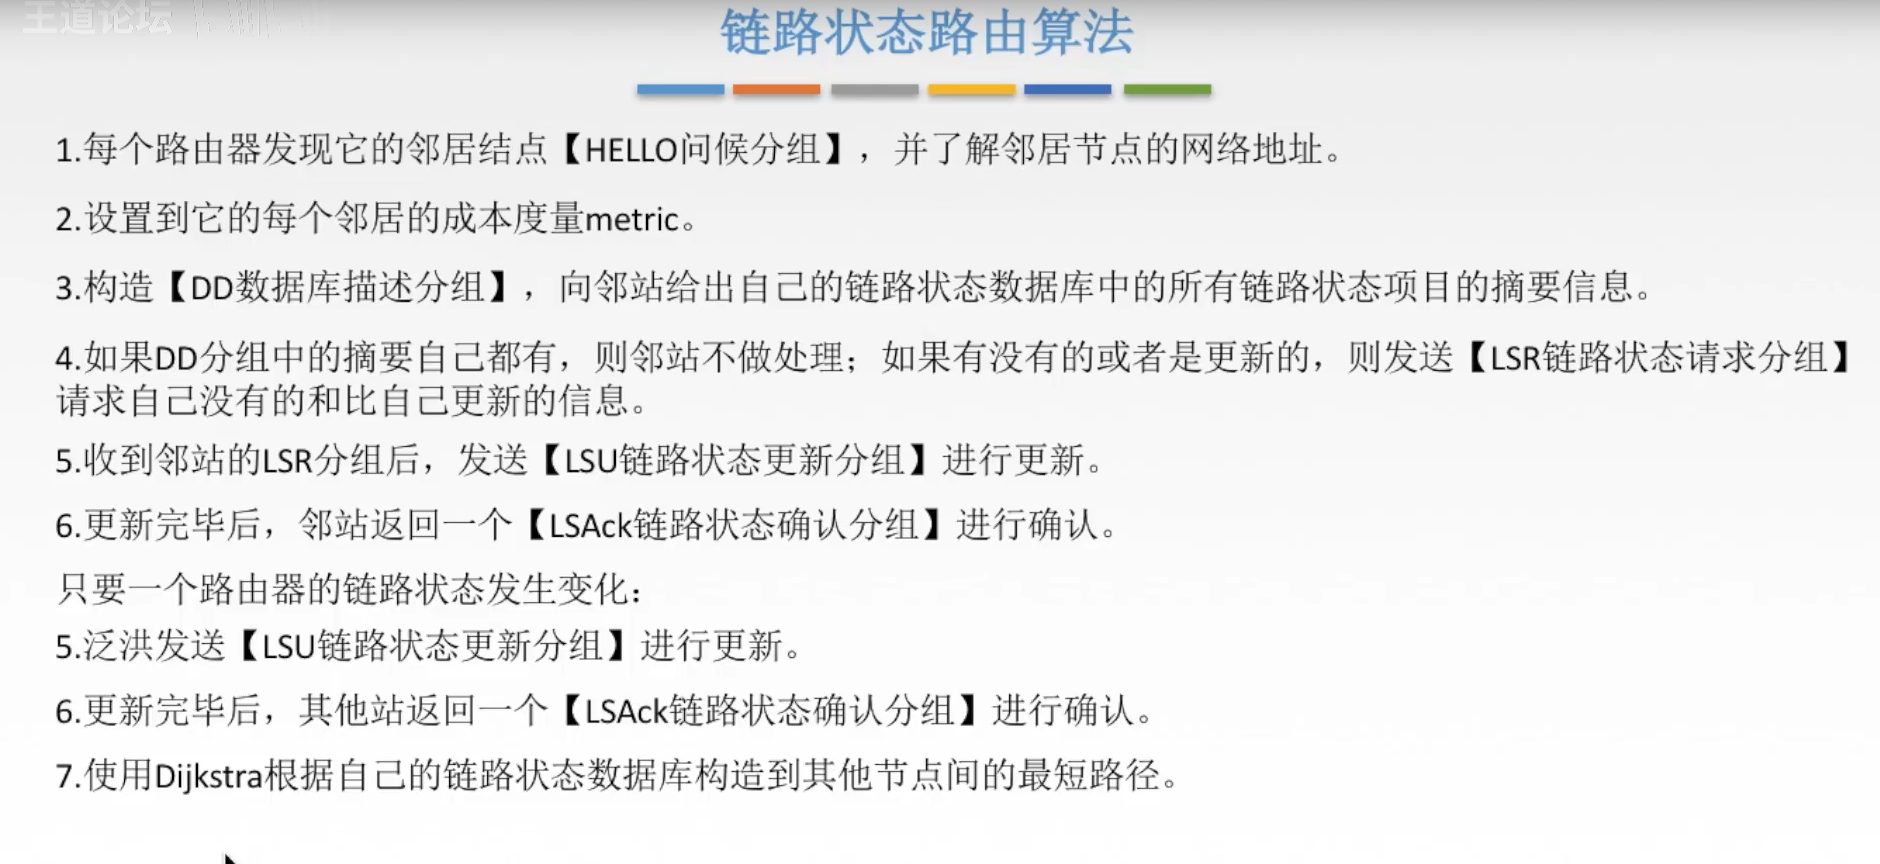 王道论坛
链路状态路由算法
1.每个路由器发现它的邻居结点【HELLO问候分组】，并了解邻居节点的网络地址。
2.设置到它的每个邻居的成本度量metric。
3.构造【DD数据库描述分组】，向邻站给出自己的链路状态数据库中的所有链路状态项目的摘要信息。
4.如果DD分组中的摘要自己都有，则邻站不做处理；如果有没有的或者是更新的，则发送【LSR链路状态请求分组】
请求自己没有的和比自己更新的信息。
5.收到邻站的LSR分组后，发送【LSU链路状态更新分组】进行更新。
6.更新完毕后，邻站返回一个【LSAck链路状态确认分组】进行确认。
只要一个路由器的链路状态发生变化：
5.泛洪发送【LSU链路状态更新分组】进行更新。
6.更新完毕后，其他站返回一个【LSAck链路状态确认分组】进行确认。
7.使用Dijkstra根据自己的链路状态数据库构造到其他节点间的最短路径。